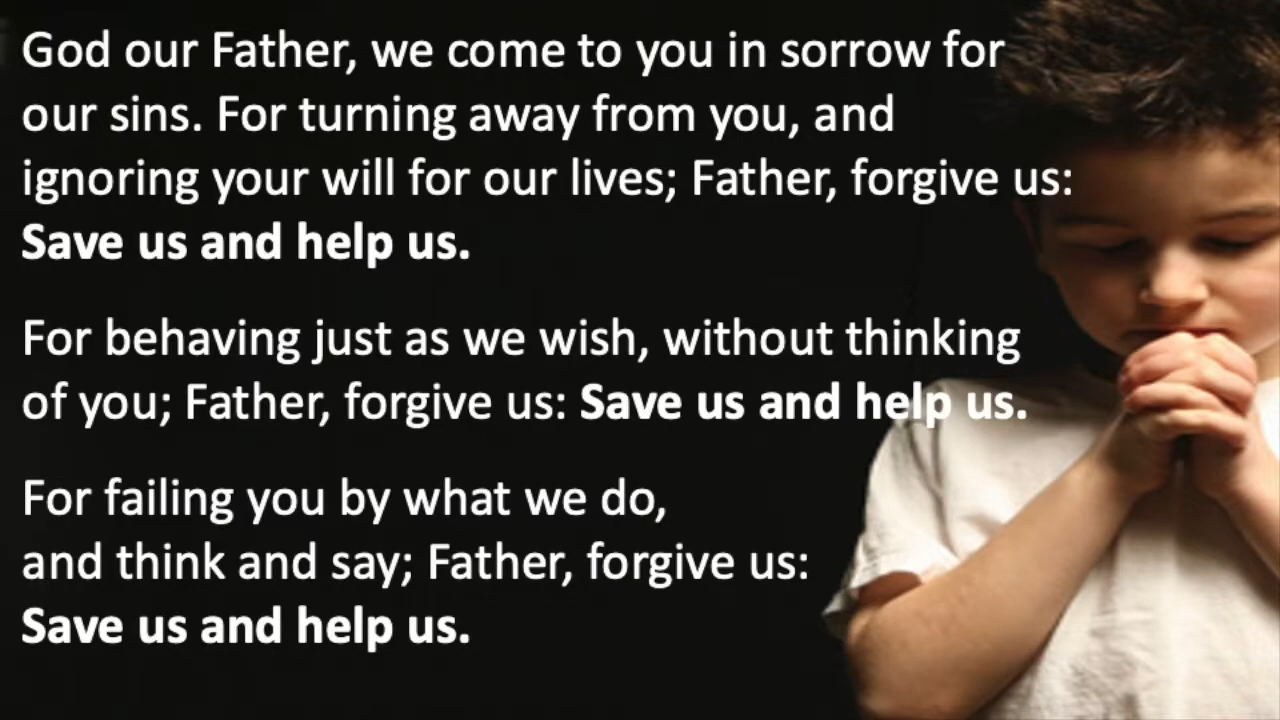 God our Father, we come to you in sorrow for
our sins. For turning away from you, and
ignoring your will for our lives; Father, forgive us:
Save us and help us.
For behaving just as we wish, without thinking
of you; Father, forgive us: Save us and help us.
For failing you by what we do,
and think and say; Father, forgive us:
Save us and help us.